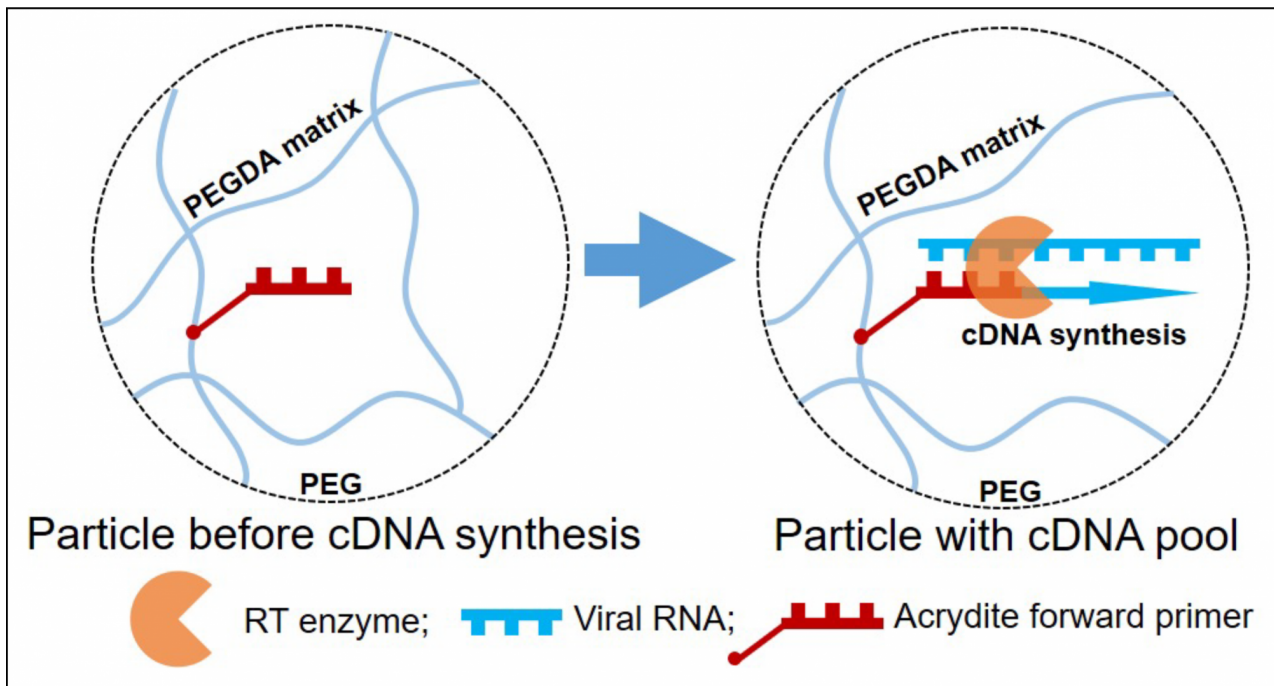 PEGDA matrix
PEG
PEGDA matrix
cDNA synthesis
PEG
Particle before cDNA synthesis
Particle with cDNA pool
RT enzyme; Viral RNA; Acrydite forward primer